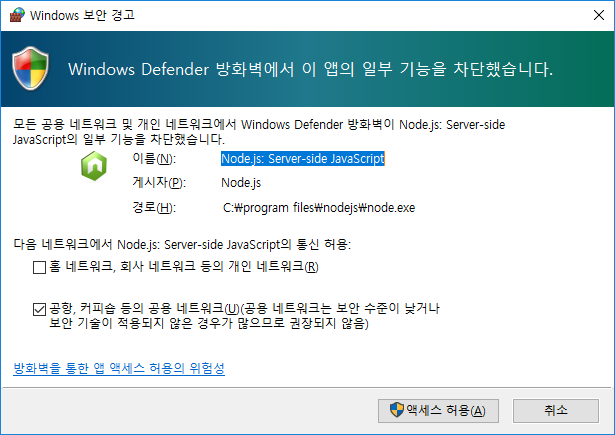 Windows 보안 경고
Windows Defender 방화벽에서 이 앱의 일부 기능을 차단했습니다.
모든 공용 네트워크 및 개인 네트워크에서 Windows Defender 방화벽이 Node.js: Server-side
JavaScript의 일부 기능을 차단했습니다.
이름(N): Node.js: Server-side JavaScript
게시자(P): Node.js
경로(H): C:₩program files₩nodejs₩node.exe
다음 네트워크에서 Node.js: Server-side JavaScript의 통신 허용:
홈 네트워크, 회사 네트워크 등의 개인 네트워크(R)
공항, 커피숍 등의 공용 네트워크(U)(공용 네트워크는 보안 수준이 낮거나
보안 기술이 적용되지 않은 경우가 많으므로 권장되지 않음)
방화벽을 통한 앱 액세스 허용의 위험성
액세스 허용(A) 취소